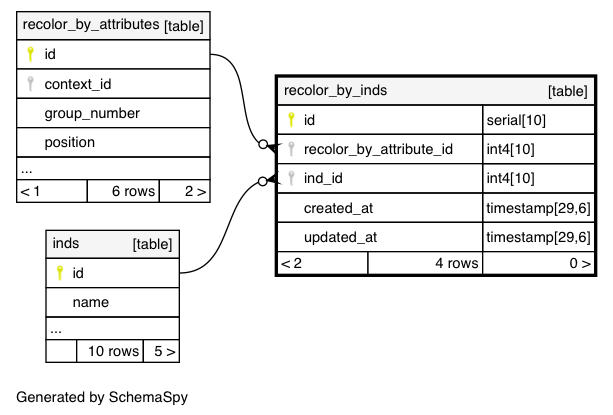 recolor_by_attributes [table]
id
context_id
group_number
position
...
< 1 6 rows 2 >
recolor_by_inds [table]
id serial[10]
recolor_by_attribute_id int4[10]
ind_id int4[10]
created_at timestamp[29,6]
updated_at timestamp[29,6]
< 2 4 rows 0 >
inds [table]
id
name
...
10 rows 5 >
Generated by SchemaSpy